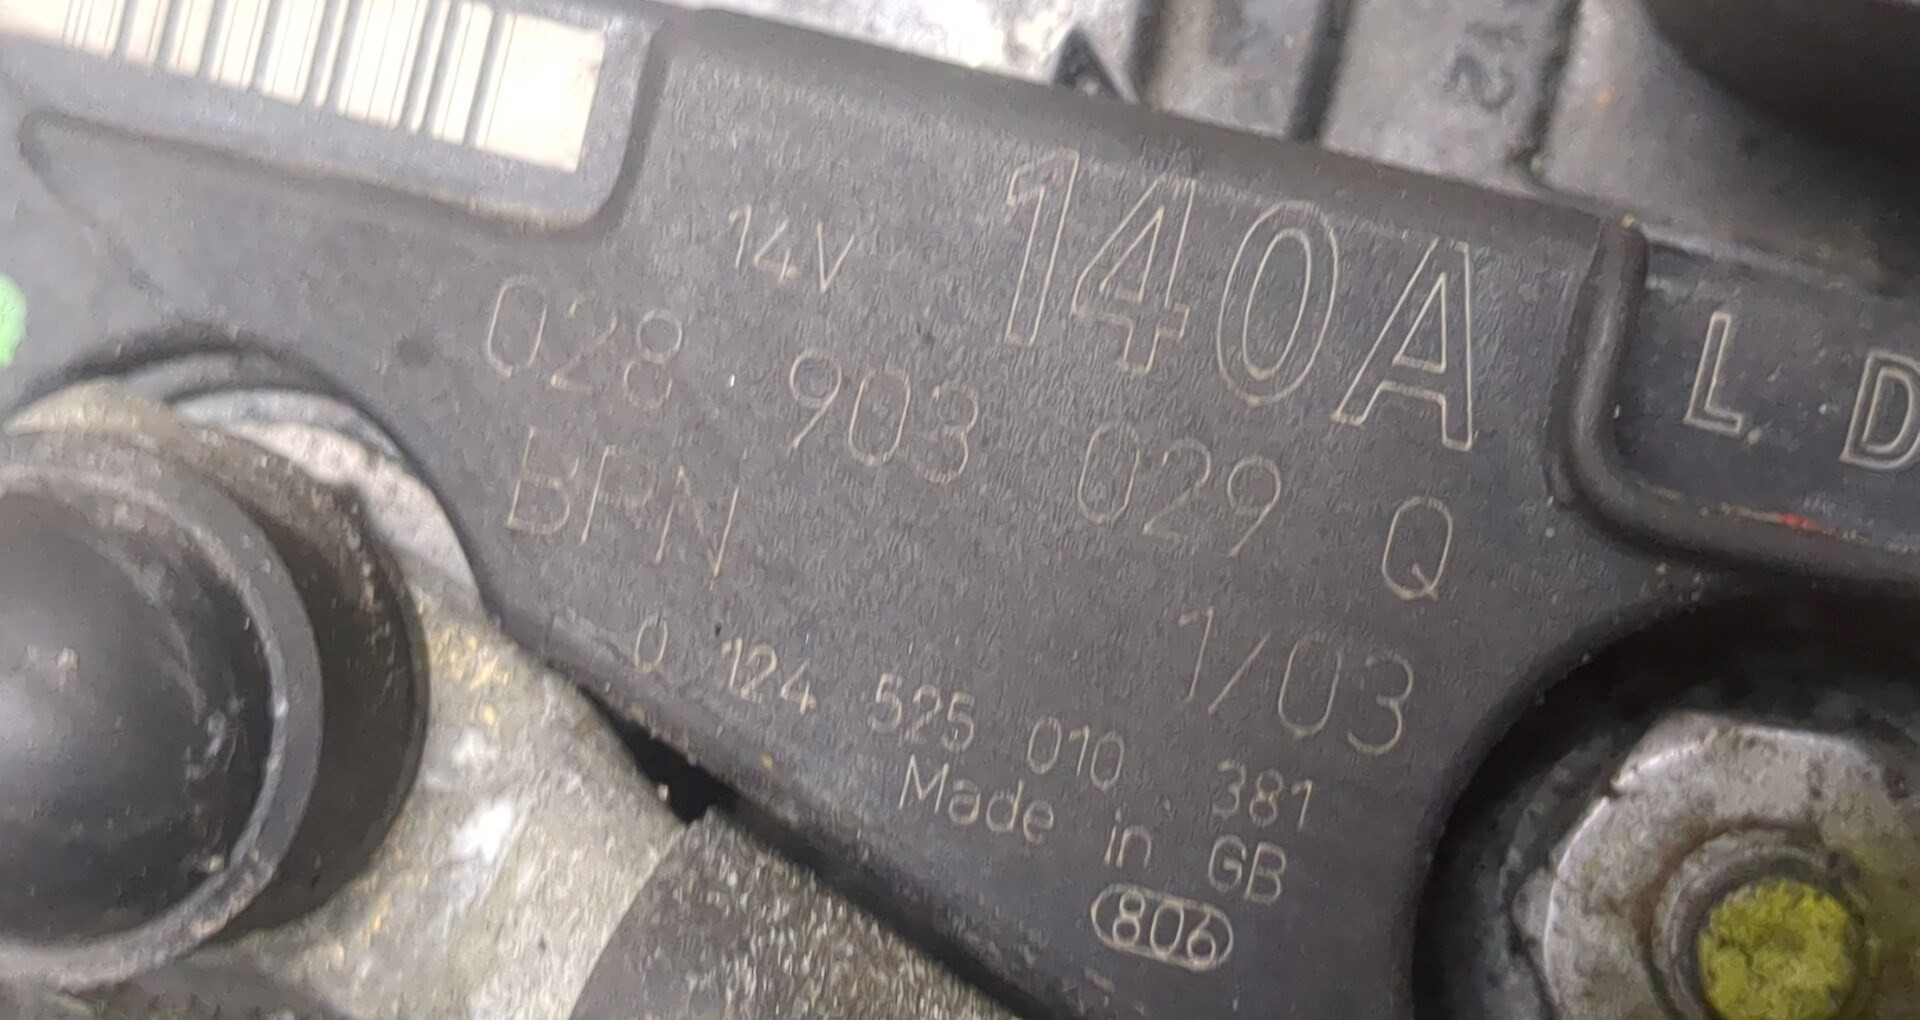 14V 140A
028 903 029 Q
BPN 1/03
0 124 525 010 381
Made in GB
806
L D